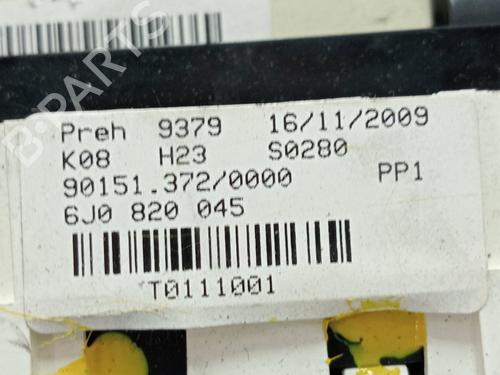 Preh 9379 16/11/2009
K08 H23 S0280
90151.372/0000 PP1
6J0 820 045
T0111001
B-PARTS